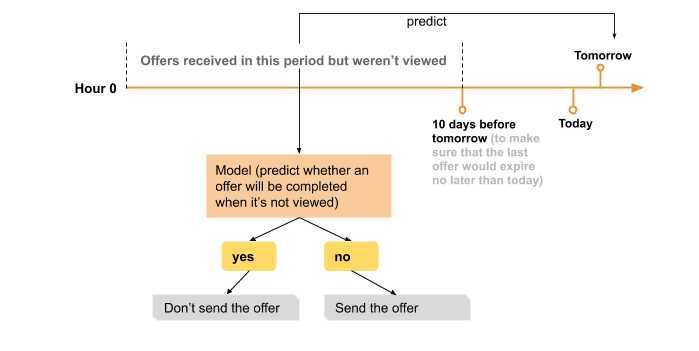 predict
Tomorrow
Offers received in this period but weren't viewed
Hour 0
10 days before
tomorrow (to make
sure that the last
offer would expire
no later than today)
Today
Model (predict whether an
offer will be completed
when it's not viewed)
yes
no
Don't send the offer
Send the offer